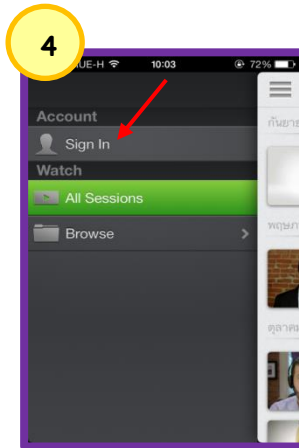 4
UE-H 10:03 72%
Account
Sign In
กันยาย
Watch
All Sessions
Browse
พฤษภ
ตุลาคม